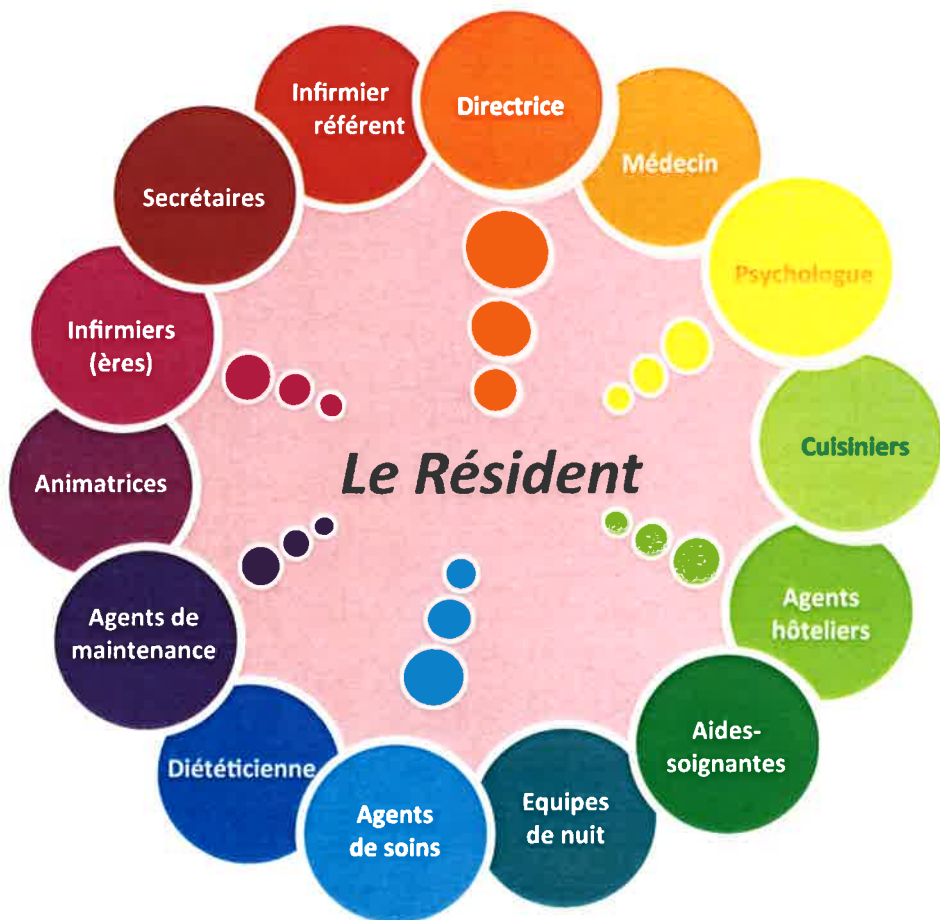 Directrice
Médecin
Psychologue
Cuisiniers
Agents
hôteliers
Aides-
soignantes
Equipes
de nuit
Agents
de soins
Diététicienne
Agents de
maintenance
Animatrices
Infirmiers
(ères)
Secrétaires
Infirmier
référent
Le Résident